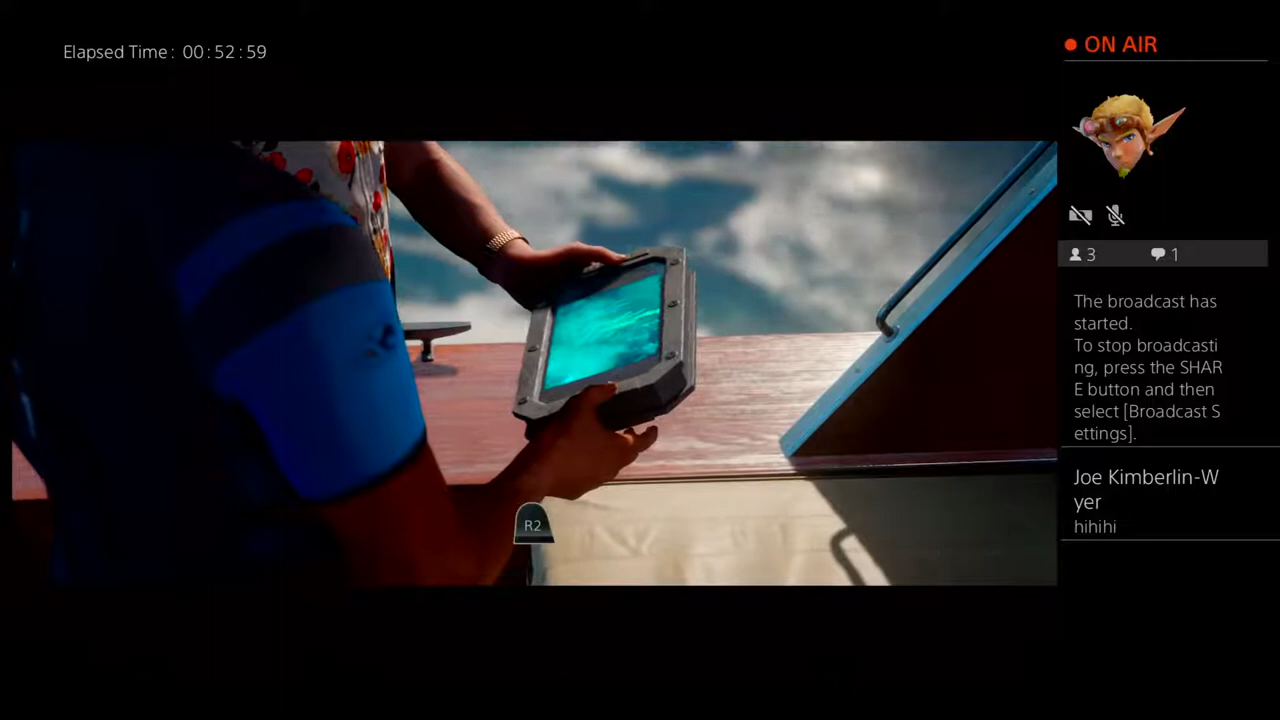 Elapsed Time: 00:52:59
ON AIR
3
1
The broadcast has
started.
To stop broadcasti
ng, press the SHAR
E button and then
select [Broadcast S
ettings].
Joe Kimberlin-W
yer
hihihi
R2